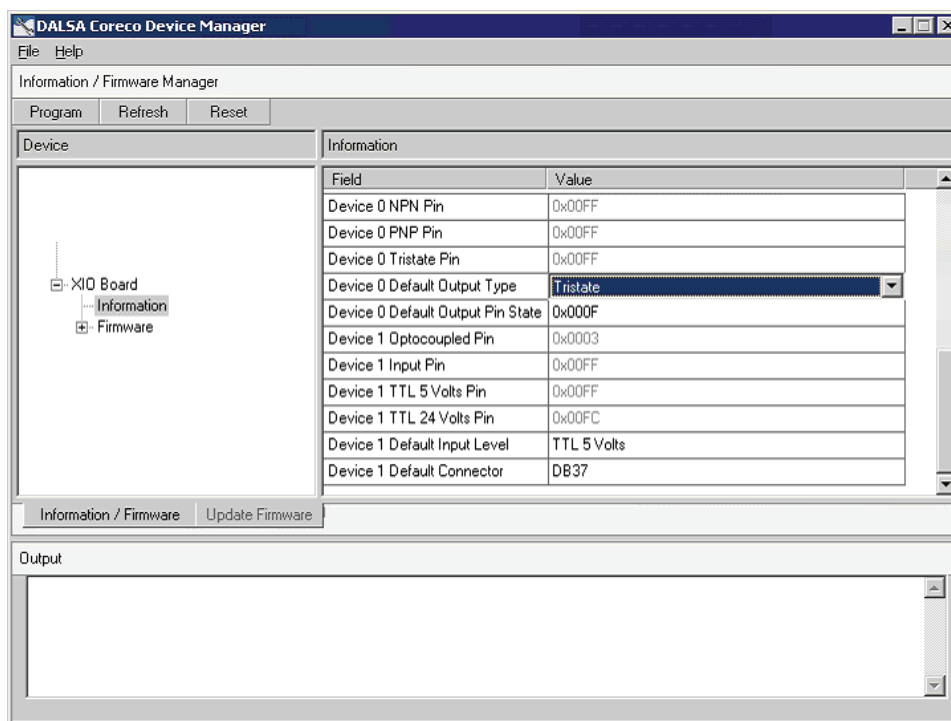 DALSA Coreco Device Manager
File Help
Information / Firmware Manager
Program Refresh Reset
Device
XIO Board
Information
Firmware
Information
Field Value
Device 0 NPN Pin 0x00FF
Device 0 PNP Pin 0x00FF
Device 0 Tristate Pin 0x00FF
Device 0 Default Output Type Tristate
Device 0 Default Output Pin State 0x000F
Device 1 Optocoupled Pin 0x0003
Device 1 Input Pin 0x00FF
Device 1 TTL 5 Volts Pin 0x00FF
Device 1 TTL 24 Volts Pin 0x00FC
Device 1 Default Input Level TTL 5 Volts
Device 1 Default Connector DB37
Information / Firmware Update Firmware
Output